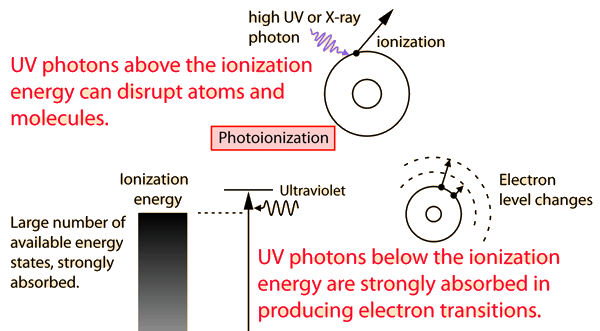 high UV or X-ray
photon
ionization
UV photons above the ionization
energy can disrupt atoms and
molecules.
Photoionization
Ionization
energy
Ultraviolet
Electron
level changes
Large number of
available energy
states, strongly
absorbed.
UV photons below the ionization
energy are strongly absorbed in
producing electron transitions.